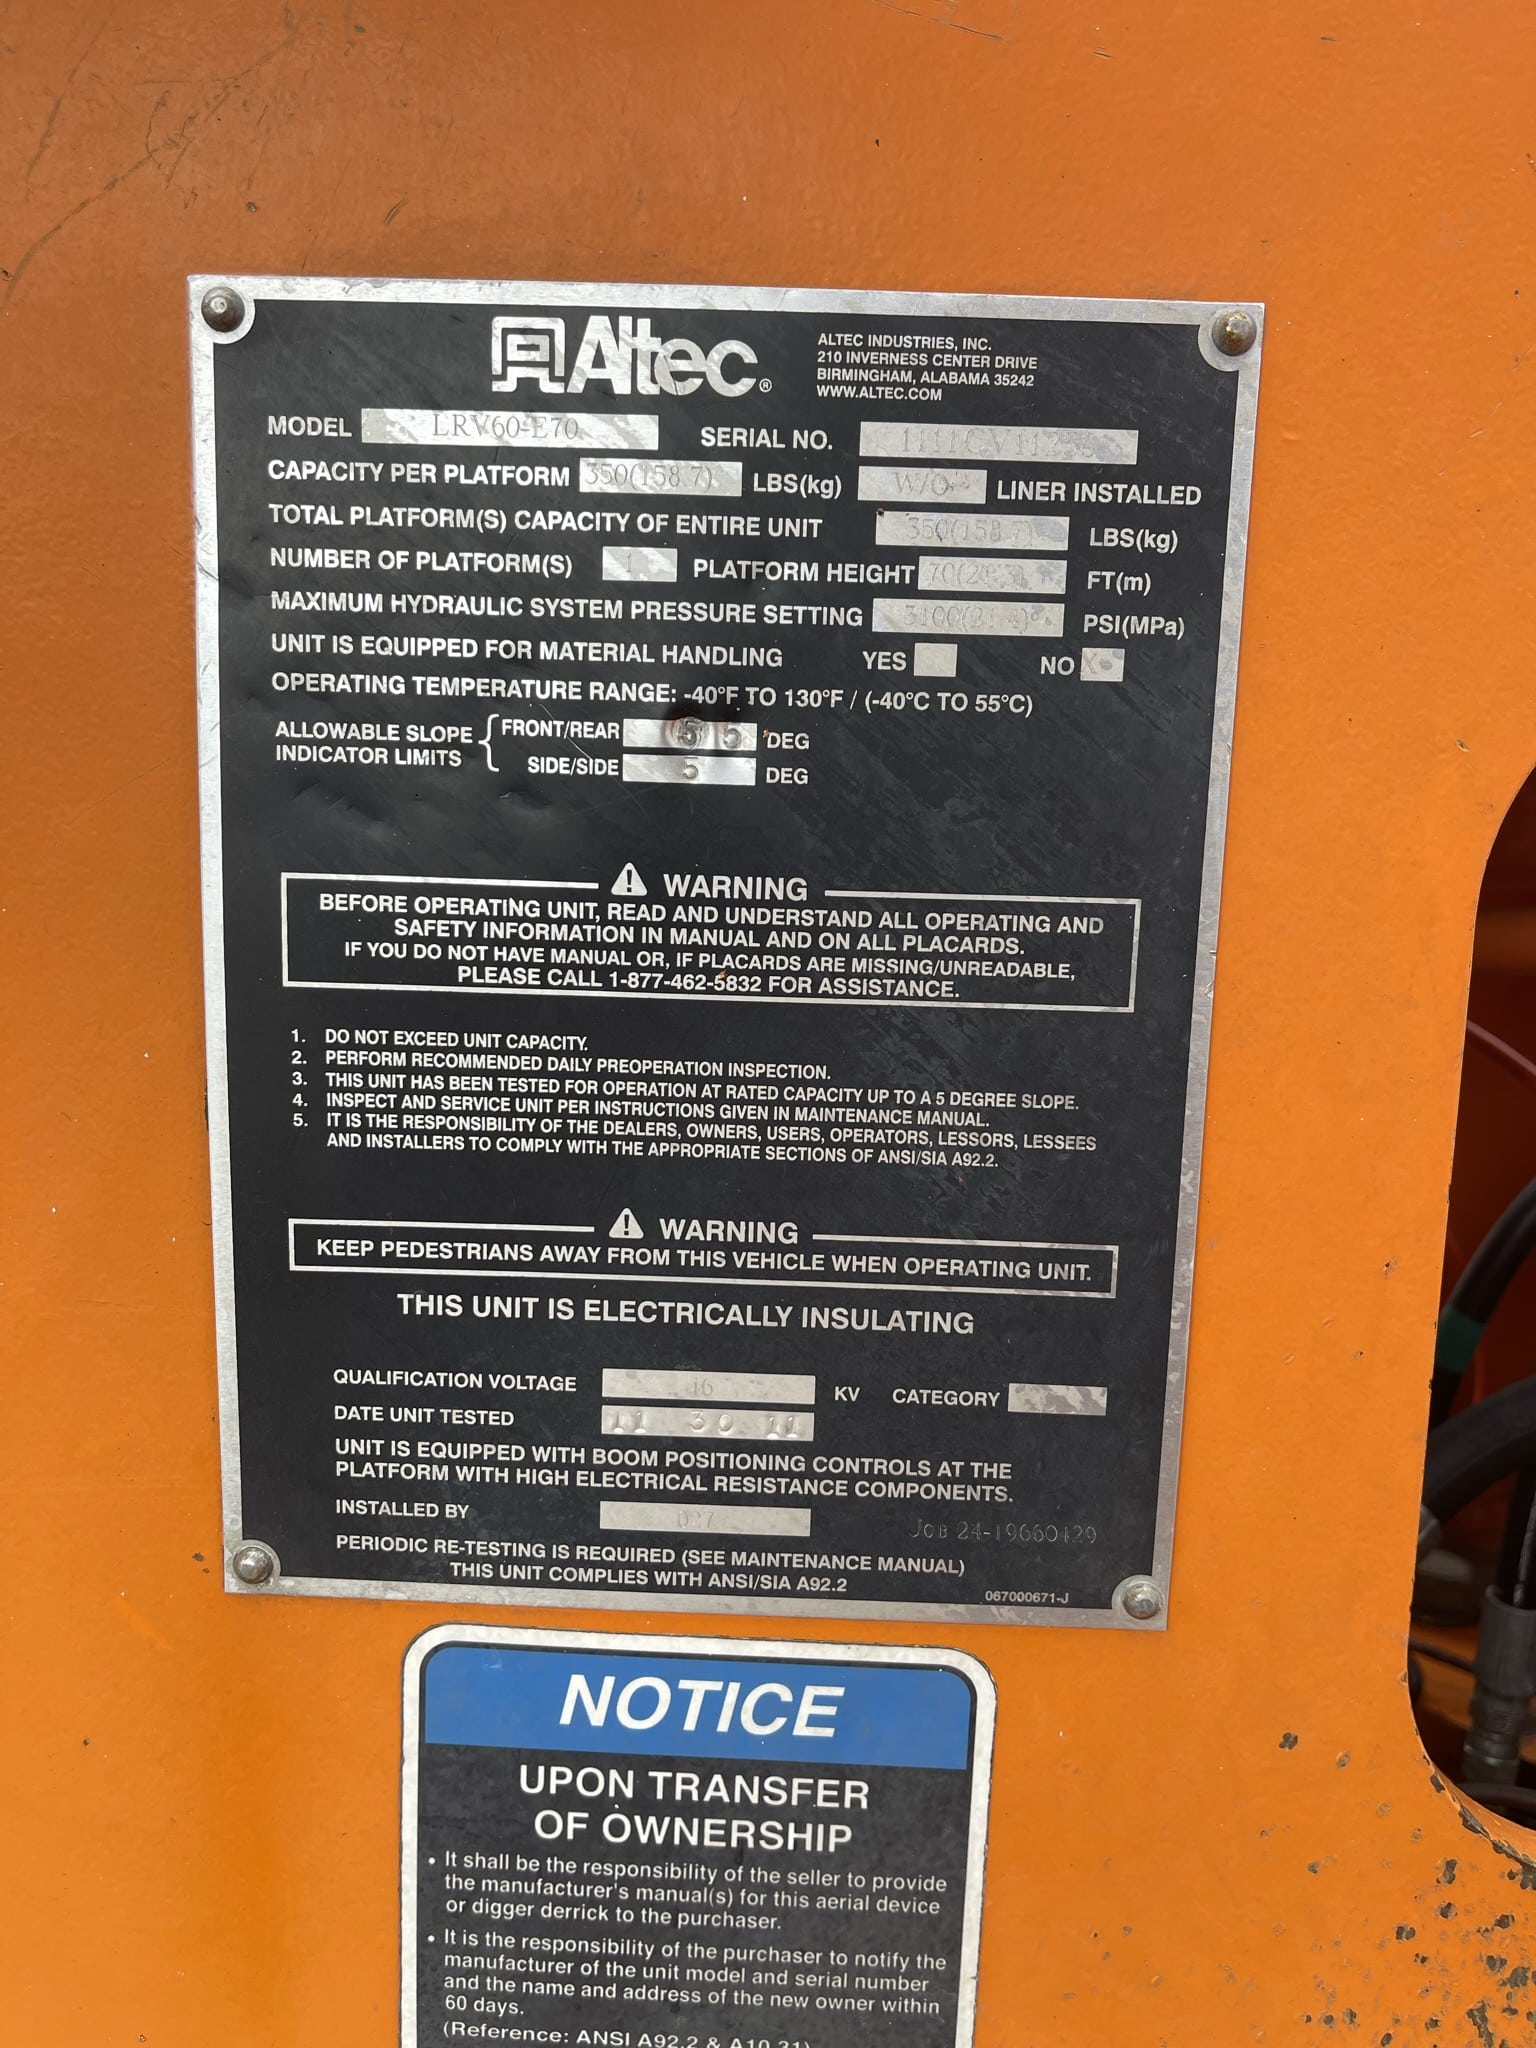 Altec®
ALTEC INDUSTRIES, INC.
210 INVERNESS CENTER DRIVE
BIRMINGHAM, ALABAMA 35242
WWW.ALTEC.COM
MODEL LRV60-E70 SERIAL NO.
CAPACITY PER PLATFORM 350(158.7) LBS(kg) W/O LINER INSTALLED
TOTAL PLATFORM(S) CAPACITY OF ENTIRE UNIT 350(158.7) LBS(kg)
NUMBER OF PLATFORM(S) 1 PLATFORM HEIGHT FT(m)
MAXIMUM HYDRAULIC SYSTEM PRESSURE SETTING PSI(MPa)
UNIT IS EQUIPPED FOR MATERIAL HANDLING YES NO X
OPERATING TEMPERATURE RANGE: -40°F TO 130°F / (-40°C TO 55°C)
ALLOWABLE SLOPE INDICATOR LIMITS { FRONT/REAR 5 DEG
SIDE/SIDE 5 DEG
WARNING
BEFORE OPERATING UNIT, READ AND UNDERSTAND ALL OPERATING AND
SAFETY INFORMATION IN MANUAL AND ON ALL PLACARDS.
IF YOU DO NOT HAVE MANUAL OR, IF PLACARDS ARE MISSING/UNREADABLE,
PLEASE CALL 1-877-462-5832 FOR ASSISTANCE.
1. DO NOT EXCEED UNIT CAPACITY.
2. PERFORM RECOMMENDED DAILY PREOPERATION INSPECTION.
3. THIS UNIT HAS BEEN TESTED FOR OPERATION AT RATED CAPACITY UP TO A 5 DEGREE SLOPE.
4. INSPECT AND SERVICE UNIT PER INSTRUCTIONS GIVEN IN MAINTENANCE MANUAL.
5. IT IS THE RESPONSIBILITY OF THE DEALERS, OWNERS, USERS, OPERATORS, LESSORS, LESSEES
AND INSTALLERS TO COMPLY WITH THE APPROPRIATE SECTIONS OF ANSI/SIA A92.2.
WARNING
KEEP PEDESTRIANS AWAY FROM THIS VEHICLE WHEN OPERATING UNIT.
THIS UNIT IS ELECTRICALLY INSULATING
QUALIFICATION VOLTAGE KV CATEGORY
DATE UNIT TESTED 11 30 11
UNIT IS EQUIPPED WITH BOOM POSITIONING CONTROLS AT THE
PLATFORM WITH HIGH ELECTRICAL RESISTANCE COMPONENTS.
INSTALLED BY
JOB 24-19660429
PERIODIC RE-TESTING IS REQUIRED (SEE MAINTENANCE MANUAL)
THIS UNIT COMPLIES WITH ANSI/SIA A92.2
067000671-J
NOTICE
UPON TRANSFER
OF OWNERSHIP
• It shall be the responsibility of the seller to provide
the manufacturer's manual(s) for this aerial device
or digger derrick to the purchaser.
• It is the responsibility of the purchaser to notify the
manufacturer of the unit model and serial number
and the name and address of the new owner within
60 days.
(Reference: ANSI A92.2 & A10.31)